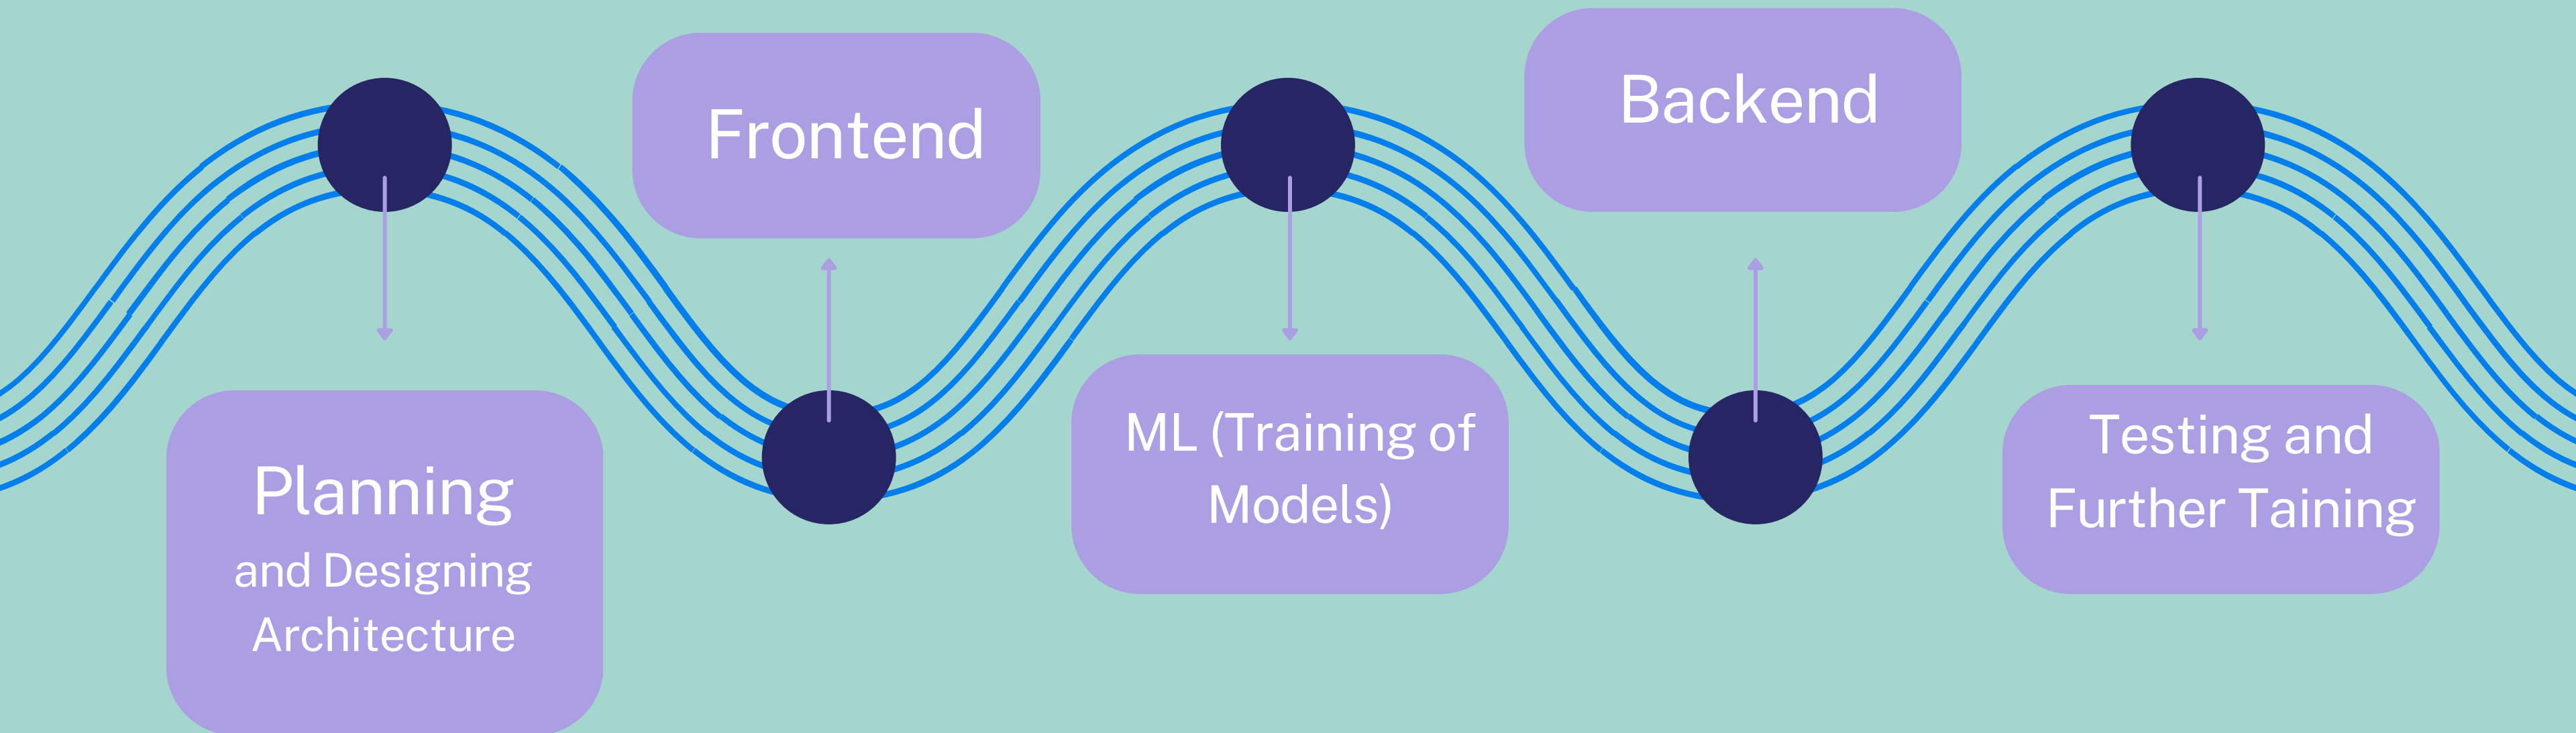 Planning
and Designing
Architecture
Frontend
ML (Training of
Models)
Backend
Testing and
Further Taining